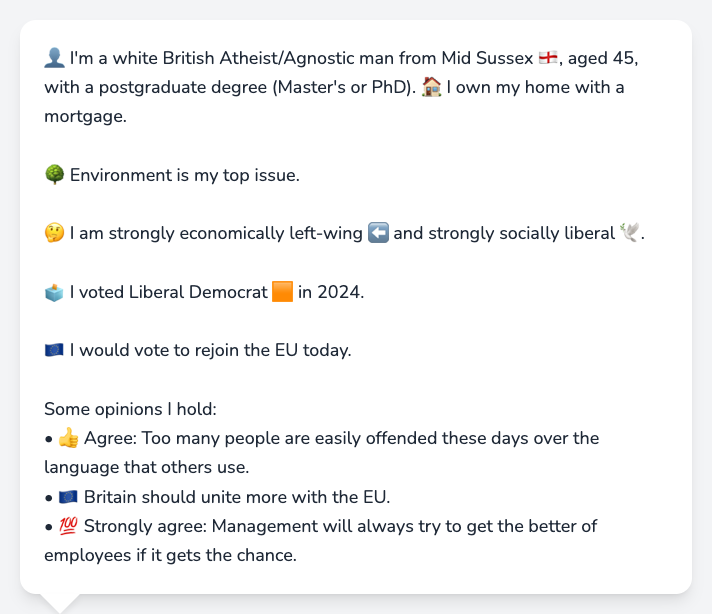 👤 I'm a white British Atheist/Agnostic man from Mid Sussex 🏴󠁧󠁢󠁥󠁮󠁧󠁿, aged 45,
with a postgraduate degree (Master's or PhD). 🏠 I own my home with a
mortgage.
🌳 Environment is my top issue.
🤔 I am strongly economically left-wing ⬅️ and strongly socially liberal 🕊️.
🗳️ I voted Liberal Democrat 🟧 in 2024.
🇪🇺 I would vote to rejoin the EU today.
Some opinions I hold:
• 👍 Agree: Too many people are easily offended these days over the
language that others use.
• 🇪🇺 Britain should unite more with the EU.
• 💯 Strongly agree: Management will always try to get the better of
employees if it gets the chance.